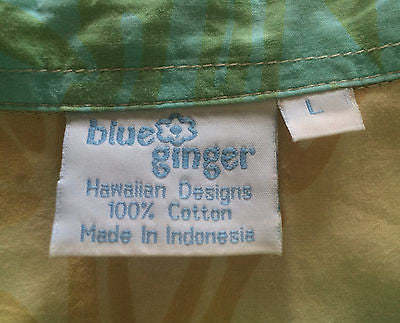 blue
ginger
Hawaiian Designs
100% Cotton
Made In Indonesia
L